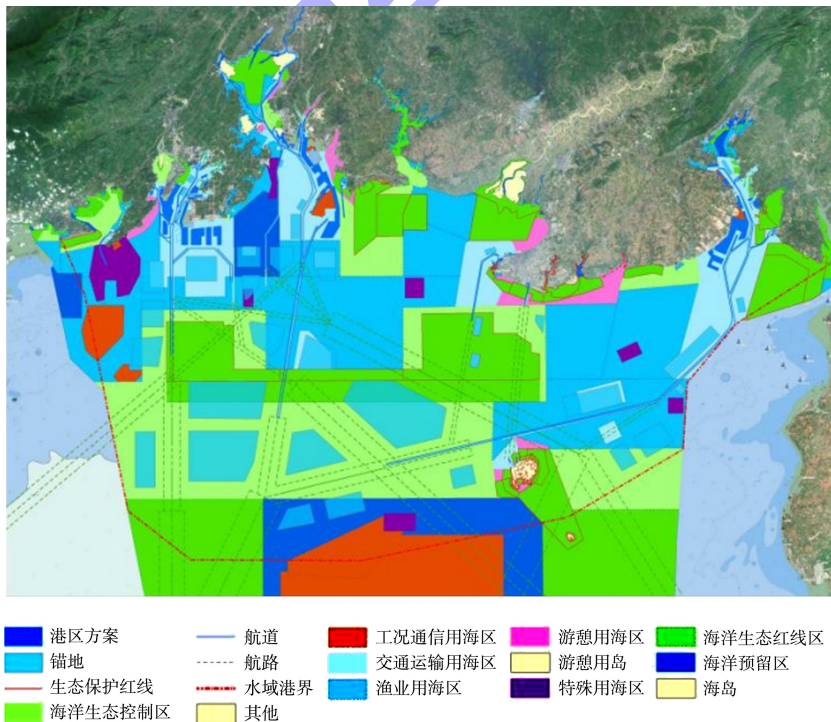 港区方案 航道 工况通信用海区 游憩用海区 海洋生态红线区
锚地 航路 交通运输用海区 游憩用岛 海洋预留区
生态保护红线 水域港界 渔业用海区 特殊用海区 海岛
海洋生态控制区 其他